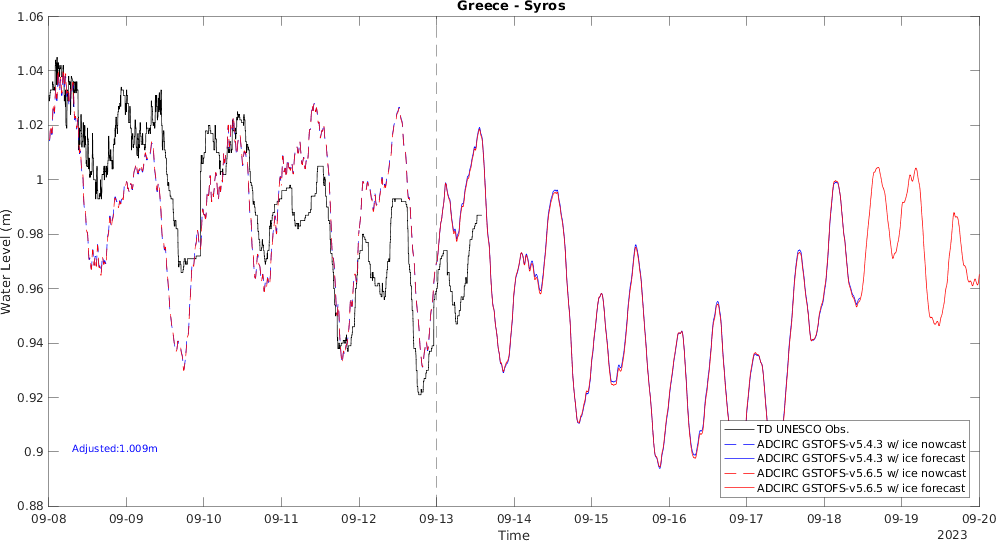 Greece - Syros
1.06
1.04
1.02
1
0.98
0.96
0.94
0.92
0.9
0.88
Water Level (m)
Adjusted:1.009m
TD UNESCO Obs.
ADCIRC GSTOFS-v5.4.3 w/ ice nowcast
ADCIRC GSTOFS-v5.4.3 w/ ice forecast
ADCIRC GSTOFS-v5.6.5 w/ ice nowcast
ADCIRC GSTOFS-v5.6.5 w/ ice forecast
09-08 09-09 09-10 09-11 09-12 09-13 09-14 09-15 09-16 09-17 09-18 09-19 09-20
Time
2023